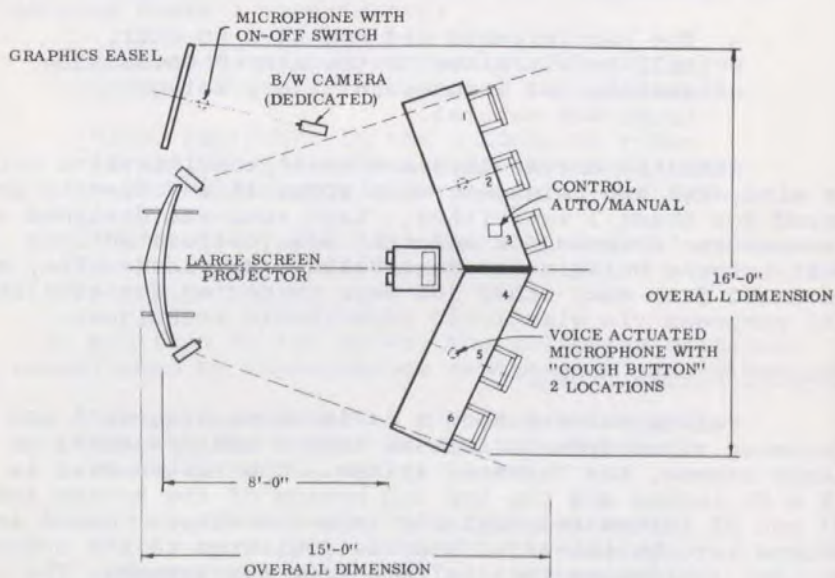 MICROPHONE WITH
ON-OFF SWITCH
GRAPHICS EASEL
B/W CAMERA
(DEDICATED)
1
2
CONTROL
AUTO/MANUAL
3
LARGE SCREEN
PROJECTOR
4
16'-0"
OVERALL DIMENSION
VOICE ACTUATED
MICROPHONE WITH
"COUGH BUTTON"
2 LOCATIONS
5
6
8'-0"
15'-0"
OVERALL DIMENSION